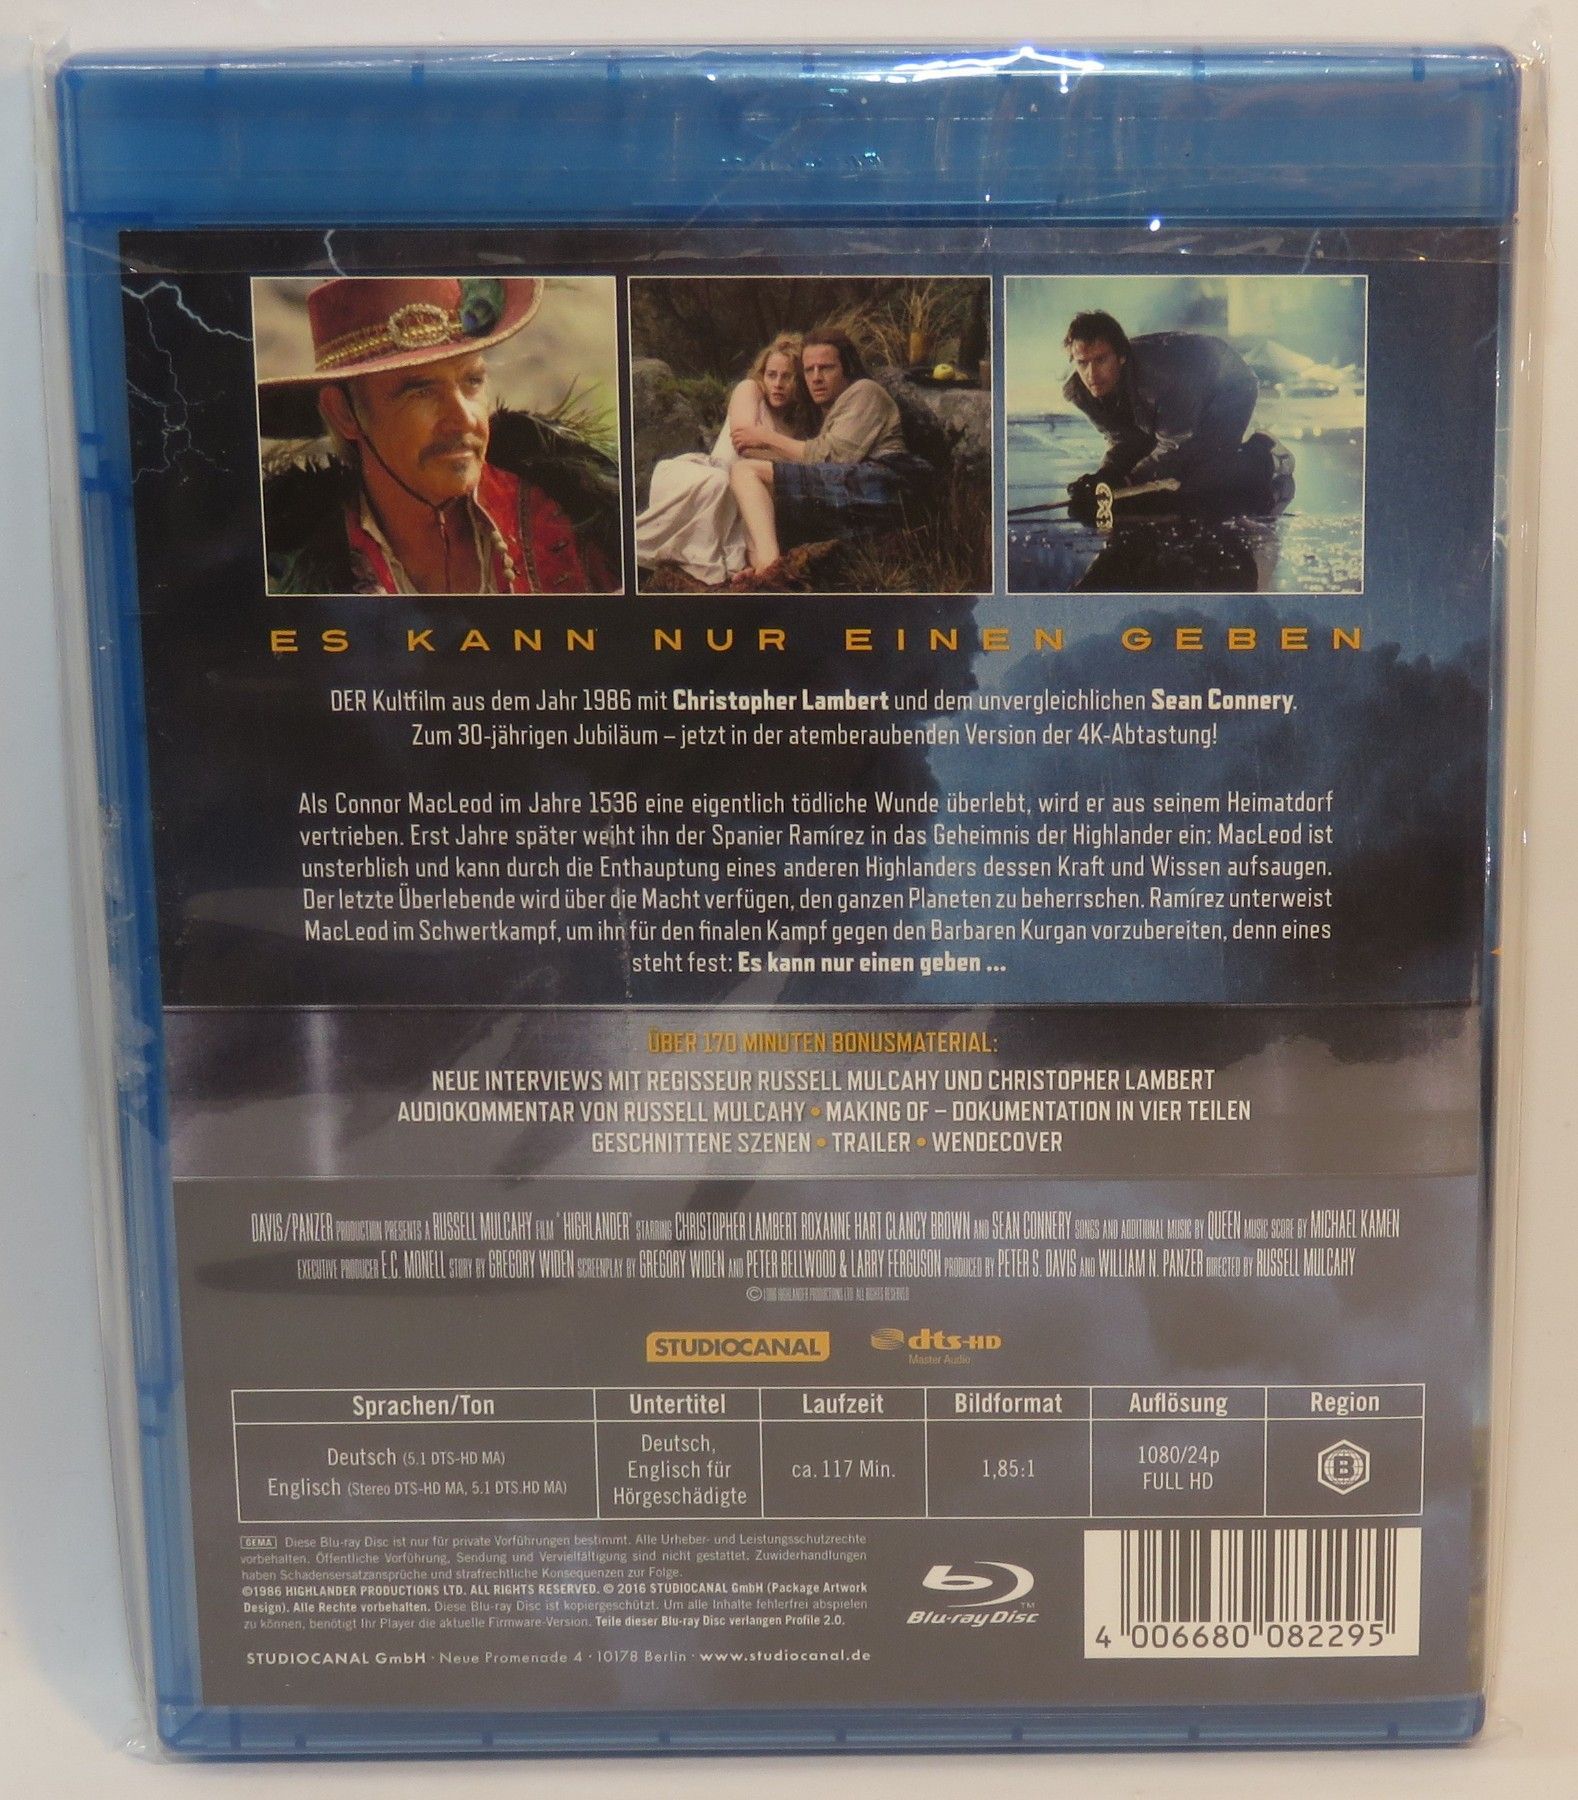 ES KANN NUR EINEN GEBEN
DER Kultfilm aus dem Jahr 1986 mit Christopher Lambert und dem unvergleichlichen Sean Connery.
Zum 30-jährigen Jubiläum – jetzt in der atemberaubenden Version der 4K-Abtastung!
Als Connor MacLeod im Jahre 1536 eine eigentlich tödliche Wunde überlebt, wird er aus seinem Heimatdorf
vertrieben. Erst Jahre später weiht ihn der Spanier Ramírez in das Geheimnis der Highlander ein: MacLeod ist
unsterblich und kann durch die Enthauptung eines anderen Highlanders dessen Kraft und Wissen aufsaugen.
Der letzte Überlebende wird über die Macht verfügen, den ganzen Planeten zu beherrschen. Ramírez unterweist
MacLeod im Schwertkampf, um ihn für den finalen Kampf gegen den Barbaren Kurgan vorzubereiten, denn eines
steht fest: Es kann nur einen geben ...
ÜBER 170 MINUTEN BONUSMATERIAL:
NEUE INTERVIEWS MIT REGISSEUR RUSSELL MULCAHY UND CHRISTOPHER LAMBERT
AUDIOKOMMENTAR VON RUSSELL MULCAHY • MAKING OF – DOKUMENTATION IN VIER TEILEN
GESCHNITTENE SZENEN • TRAILER • WENDECOVER
DAVIS/PANZER PRODUCTION PRESENTS A RUSSELL MULCAHY FILM "HIGHLANDER" STARRING CHRISTOPHER LAMBERT ROXANNE HART CLANCY BROWN AND SEAN CONNERY SONGS AND ADDITIONAL MUSIC BY QUEEN MUSIC SCORE BY MICHAEL KAMEN
EXECUTIVE PRODUCER E.C. MONELL STORY BY GREGORY WIDEN SCREENPLAY BY GREGORY WIDEN AND PETER BELLWOOD & LARRY FERGUSON PRODUCED BY PETER S. DAVIS AND WILLIAM N. PANZER DIRECTED BY RUSSELL MULCAHY
© 1986 HIGHLANDER PRODUCTIONS LTD. ALL RIGHTS RESERVED
STUDIOCANAL dts-HD
Master Audio
Sprachen/Ton Untertitel Laufzeit Bildformat Auflösung Region
Deutsch (5.1 DTS-HD MA)
Englisch (Stereo DTS-HD MA, 5.1 DTS.HD MA)
Deutsch,
Englisch für
Hörgeschädigte
ca. 117 Min.
1,85:1
1080/24p
FULL HD
B
GEMA Diese Blu-ray Disc ist nur für private Vorführungen bestimmt. Alle Urheber- und Leistungsschutzrechte
vorbehalten. Öffentliche Vorführung, Sendung und Vervielfältigung sind nicht gestattet. Zuwiderhandlungen
haben Schadensersatzansprüche und strafrechtliche Konsequenzen zur Folge.
©1986 HIGHLANDER PRODUCTIONS LTD. ALL RIGHTS RESERVED. © 2016 STUDIOCANAL GmbH (Package Artwork
Design). Alle Rechte vorbehalten. Diese Blu-ray Disc ist kopiergeschützt. Um alle Inhalte fehlerfrei abspielen
zu können, benötigt Ihr Player die aktuelle Firmware-Version. Teile dieser Blu-ray Disc verlangen Profile 2.0.
STUDIOCANAL GmbH · Neue Promenade 4 · 10178 Berlin · www.studiocanal.de
Blu-ray Disc™
4 006680 082295